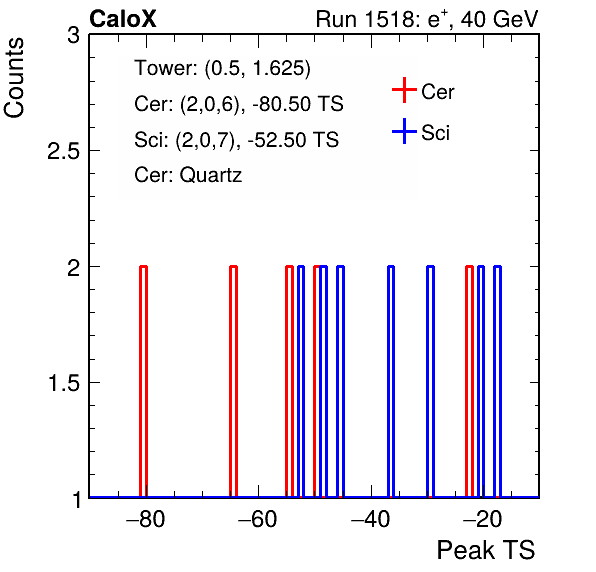 CaloX Run 1518: e+, 40 GeV
Counts
3
Tower: (0.5, 1.625)
Cer: (2,0,6), -80.50 TS
Sci: (2,0,7), -52.50 TS
Cer: Quartz
Cer
Sci
2.5
2
1.5
1
−80 −60 −40 −20
Peak TS